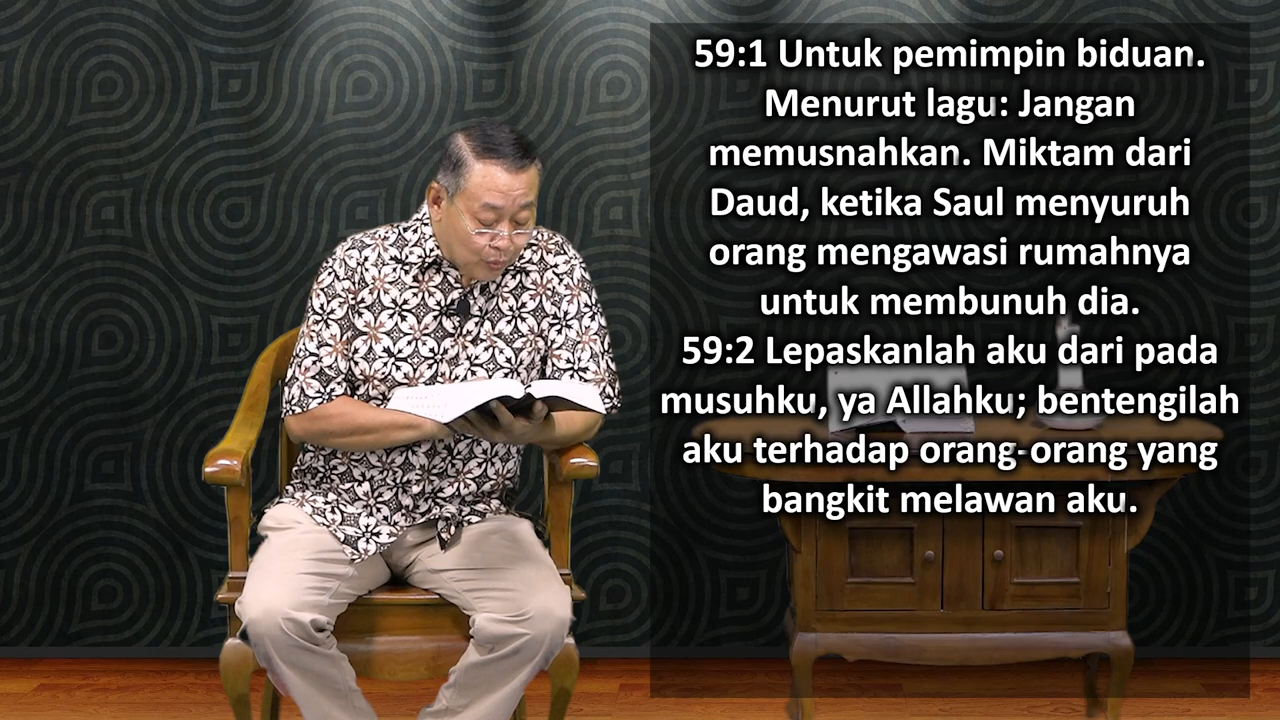 59:1 Untuk pemimpin biduan.
Menurut lagu: Jangan
memusnahkan. Miktam dari
Daud, ketika Saul menyuruh
orang mengawasi rumahnya
untuk membunuh dia.
59:2 Lepaskanlah aku dari pada
musuhku, ya Allahku; bentengilah
aku terhadap orang-orang yang
bangkit melawan aku.